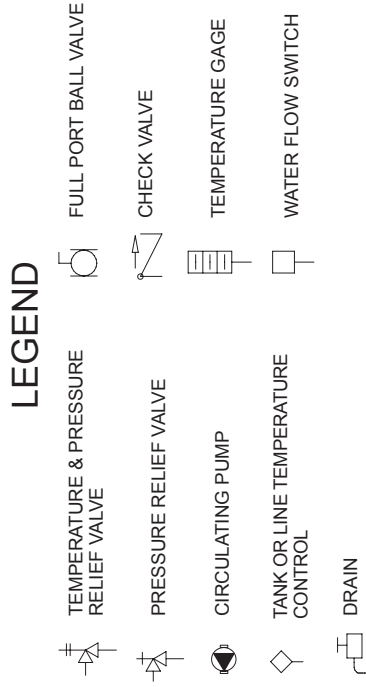 LEGEND
TEMPERATURE & PRESSURE
RELIEF VALVE
PRESSURE RELIEF VALVE
CIRCULATING PUMP
TANK OR LINE TEMPERATURE
CONTROL
DRAIN
FULL PORT BALL VALVE
CHECK VALVE
TEMPERATURE GAGE
WATER FLOW SWITCH